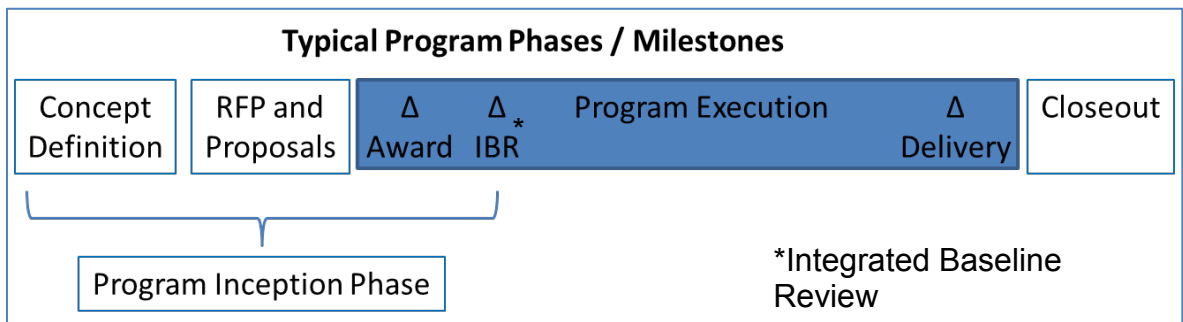 Typical Program Phases / Milestones
Concept
Definition
RFP and
Proposals
Δ
Award
Δ
*
IBR
Program Execution
Δ
Delivery
Closeout
Program Inception Phase
*Integrated Baseline
Review